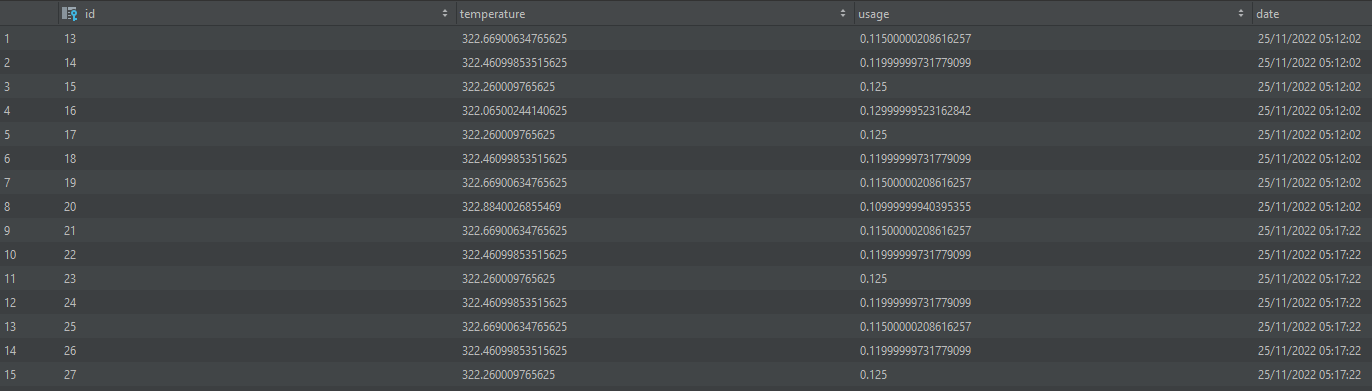 id temperature usage date
1 13 322.66900634765625 0.11500000208616257 25/11/2022 05:12:02
2 14 322.46099853515625 0.11999999731779099 25/11/2022 05:12:02
3 15 322.260009765625 0.125 25/11/2022 05:12:02
4 16 322.06500244140625 0.12999999523162842 25/11/2022 05:12:02
5 17 322.260009765625 0.125 25/11/2022 05:12:02
6 18 322.46099853515625 0.11999999731779099 25/11/2022 05:12:02
7 19 322.66900634765625 0.11500000208616257 25/11/2022 05:12:02
8 20 322.8840026855469 0.10999999940395355 25/11/2022 05:12:02
9 21 322.66900634765625 0.11500000208616257 25/11/2022 05:17:22
10 22 322.46099853515625 0.11999999731779099 25/11/2022 05:17:22
11 23 322.260009765625 0.125 25/11/2022 05:17:22
12 24 322.46099853515625 0.11999999731779099 25/11/2022 05:17:22
13 25 322.66900634765625 0.11500000208616257 25/11/2022 05:17:22
14 26 322.46099853515625 0.11999999731779099 25/11/2022 05:17:22
15 27 322.260009765625 0.125 25/11/2022 05:17:22